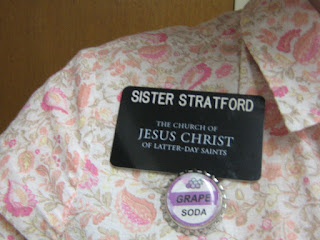 SISTER STRATFORD
THE CHURCH OF
JESUS CHRIST
OF LATTER-DAY SAINTS
GRAPE
SODA